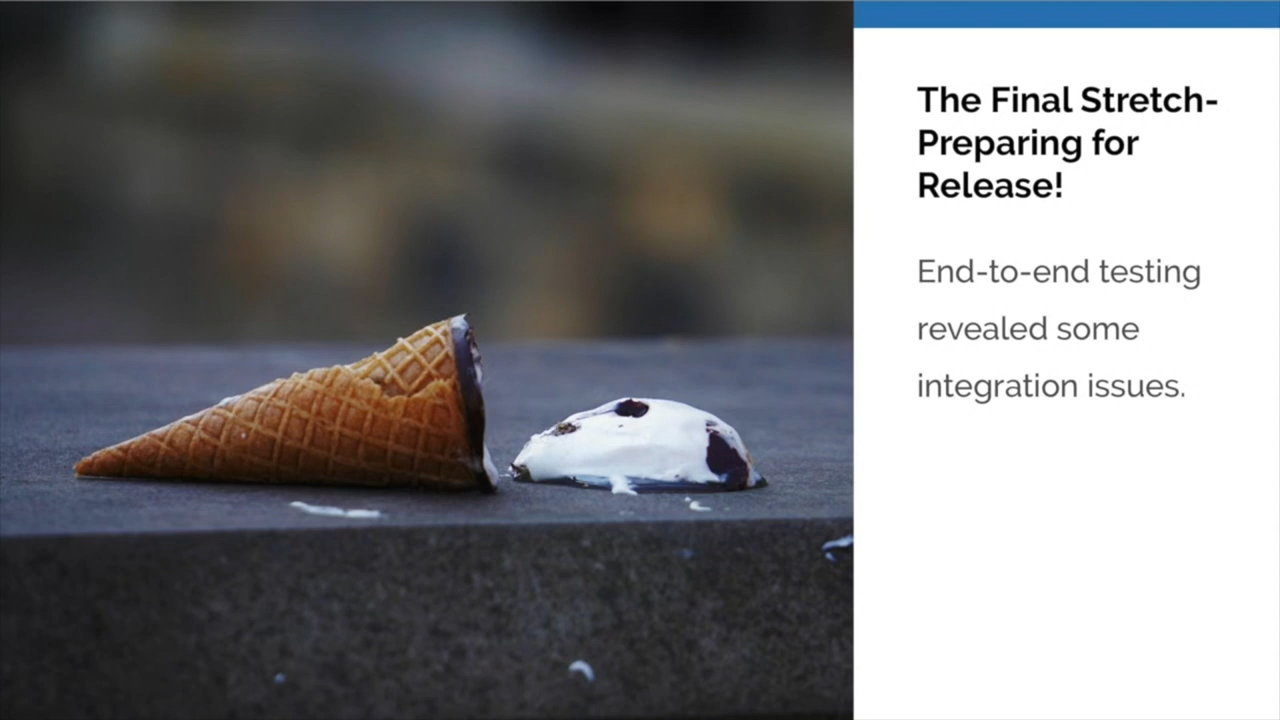 The Final Stretch-
Preparing for
Release!
End-to-end testing
revealed some
integration issues.